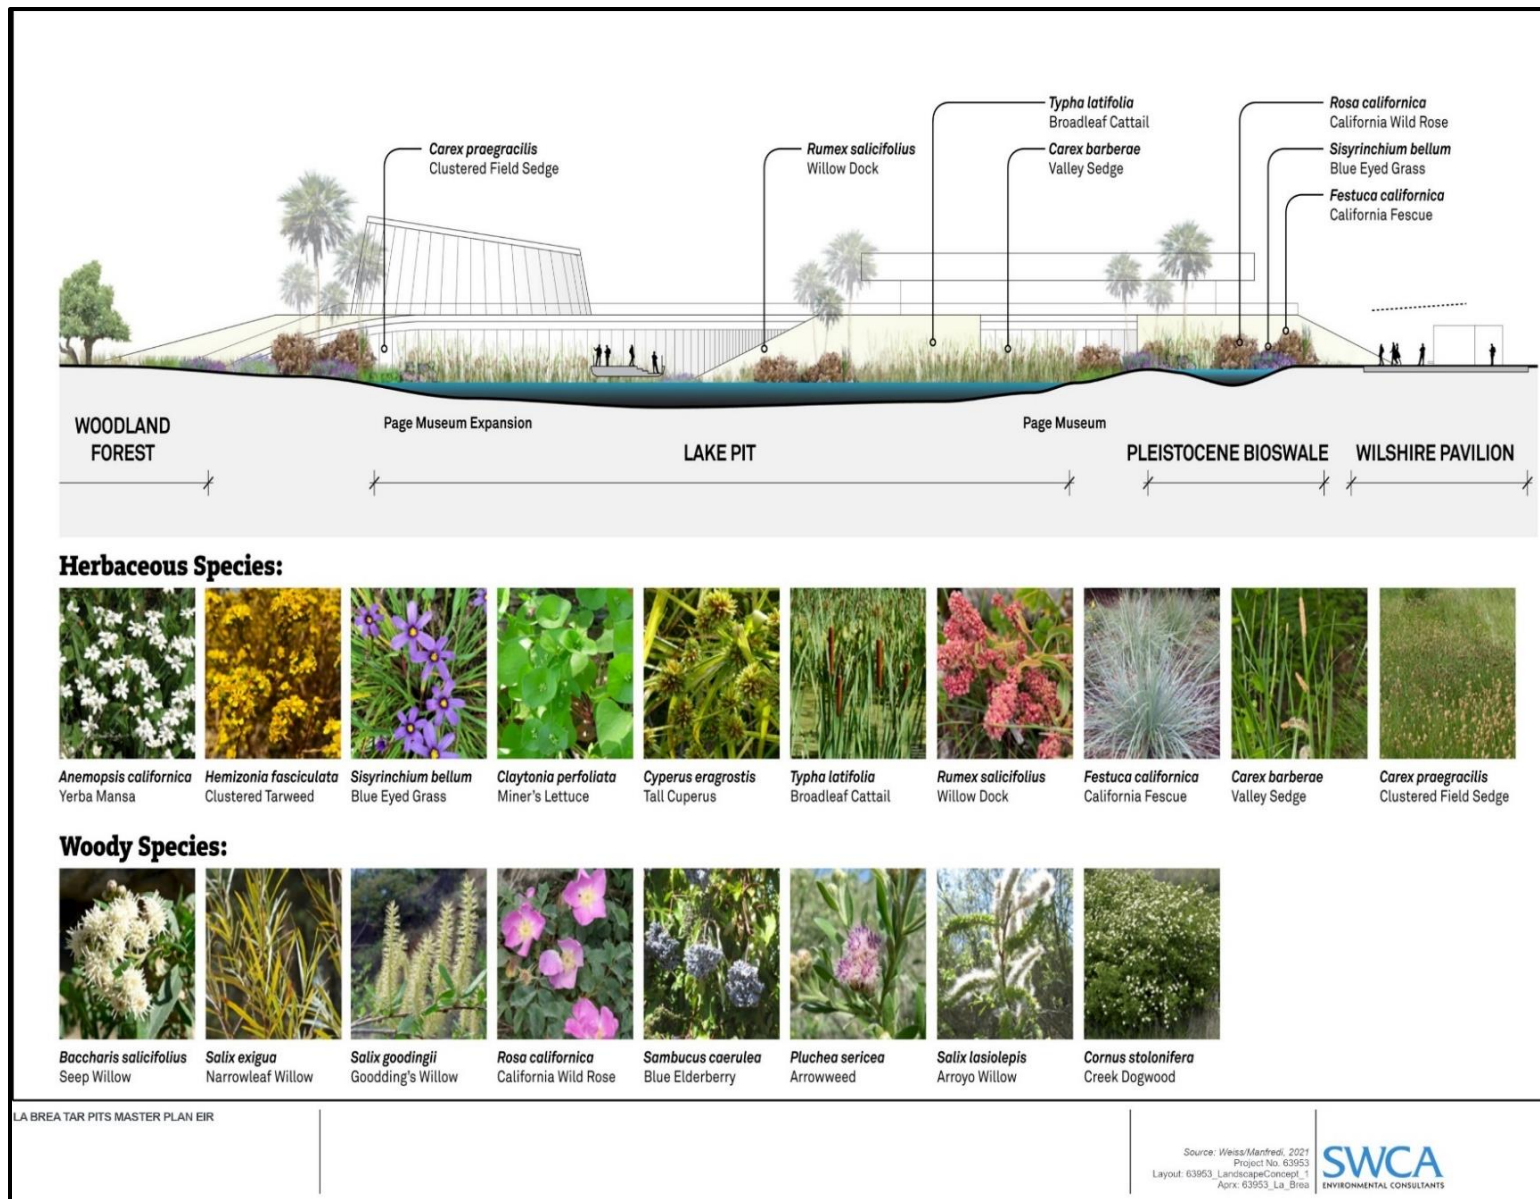 Typha latifolia
Broadleaf Cattail
Rosa californica
California Wild Rose
Carex praegracilis
Clustered Field Sedge
Rumex salicifolius
Willow Dock
Carex barberae
Valley Sedge
Sisyrinchium bellum
Blue Eyed Grass
Festuca californica
California Fescue
Page Museum Expansion
Page Museum
WOODLAND
FOREST
LAKE PIT
PLEISTOCENE BIOSWALE
WILSHIRE PAVILION
Herbaceous Species:
Anemopsis californica
Yerba Mansa
Hemizonia fasciculata
Clustered Tarweed
Sisyrinchium bellum
Blue Eyed Grass
Claytonia perfoliata
Miner's Lettuce
Cyperus eragrostis
Tall Cuperus
Typha latifolia
Broadleaf Cattail
Rumex salicifolius
Willow Dock
Festuca californica
California Fescue
Carex barberae
Valley Sedge
Carex praegracilis
Clustered Field Sedge
Woody Species:
Baccharis salicifolius
Seep Willow
Salix exigua
Narrowleaf Willow
Salix goodingii
Goodding's Willow
Rosa californica
California Wild Rose
Sambucus caerulea
Blue Elderberry
Pluchea sericea
Arrowweed
Salix lasiolepis
Arroyo Willow
Cornus stolonifera
Creek Dogwood
LA BREA TAR PITS MASTER PLAN EIR
Source: Weiss/Manfredi, 2021
Project No. 63953
Layout: 63953_LandscapeConcept_1
Aprx: 63953_La_Brea
SWCA
ENVIRONMENTAL CONSULTANTS